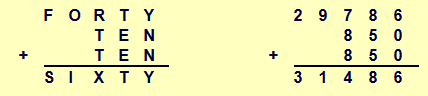 F O R T Y
T E N
+ T E N
S I X T Y
2 9 7 8 6
8 5 0
+ 8 5 0
3 1 4 8 6